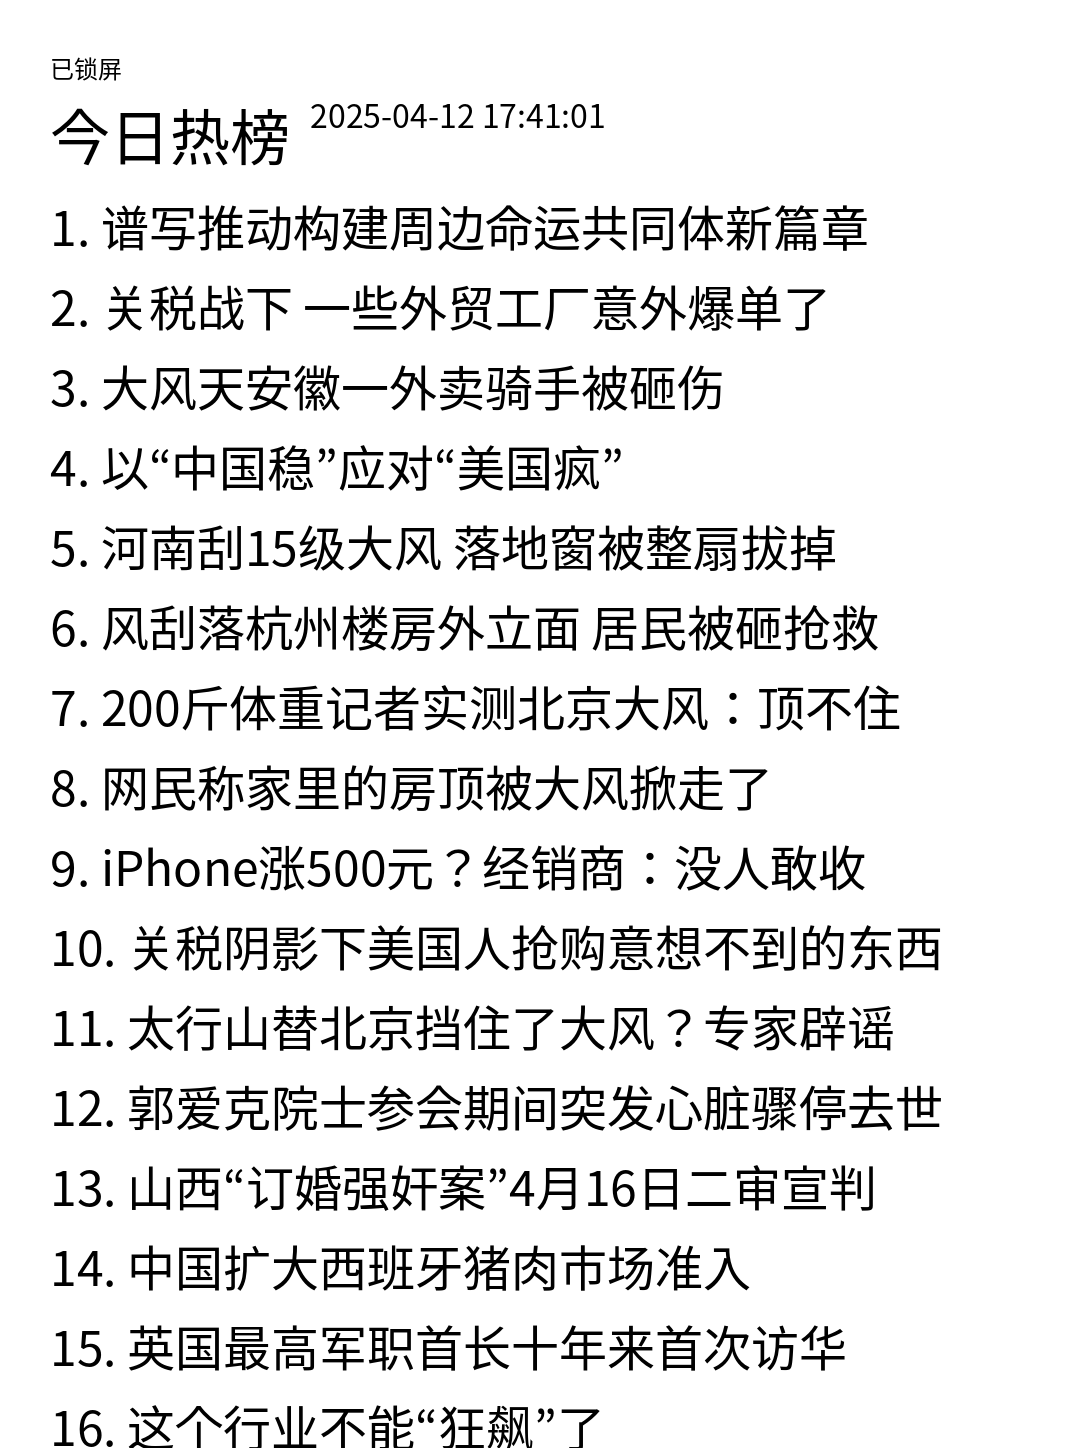 已锁屏
今日热榜 2025-04-12 17:41:01
1. 谱写推动构建周边命运共同体新篇章
2. 关税战下 一些外贸工厂意外爆单了
3. 大风天安徽一外卖骑手被砸伤
4. 以“中国稳”应对“美国疯”
5. 河南刮15级大风 落地窗被整扇拔掉
6. 风刮落杭州楼房外立面 居民被砸抢救
7. 200斤体重记者实测北京大风：顶不住
8. 网民称家里的房顶被大风掀走了
9. iPhone涨500元？经销商：没人敢收
10. 关税阴影下美国人抢购意想不到的东西
11. 太行山替北京挡住了大风？专家辟谣
12. 郭爱克院士参会期间突发心脏骤停去世
13. 山西“订婚强奸案”4月16日二审宣判
14. 中国扩大西班牙猪肉市场准入
15. 英国最高军职首长十年来首次访华
16. 这个行业不能“狂飙”了